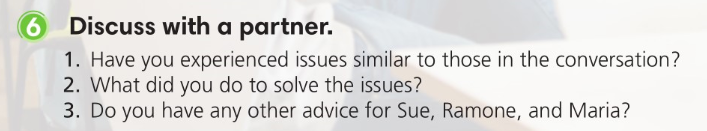 6 Discuss with a partner.
1. Have you experienced issues similar to those in the conversation?
2. What did you do to solve the issues?
3. Do you have any other advice for Sue, Ramone, and Maria?